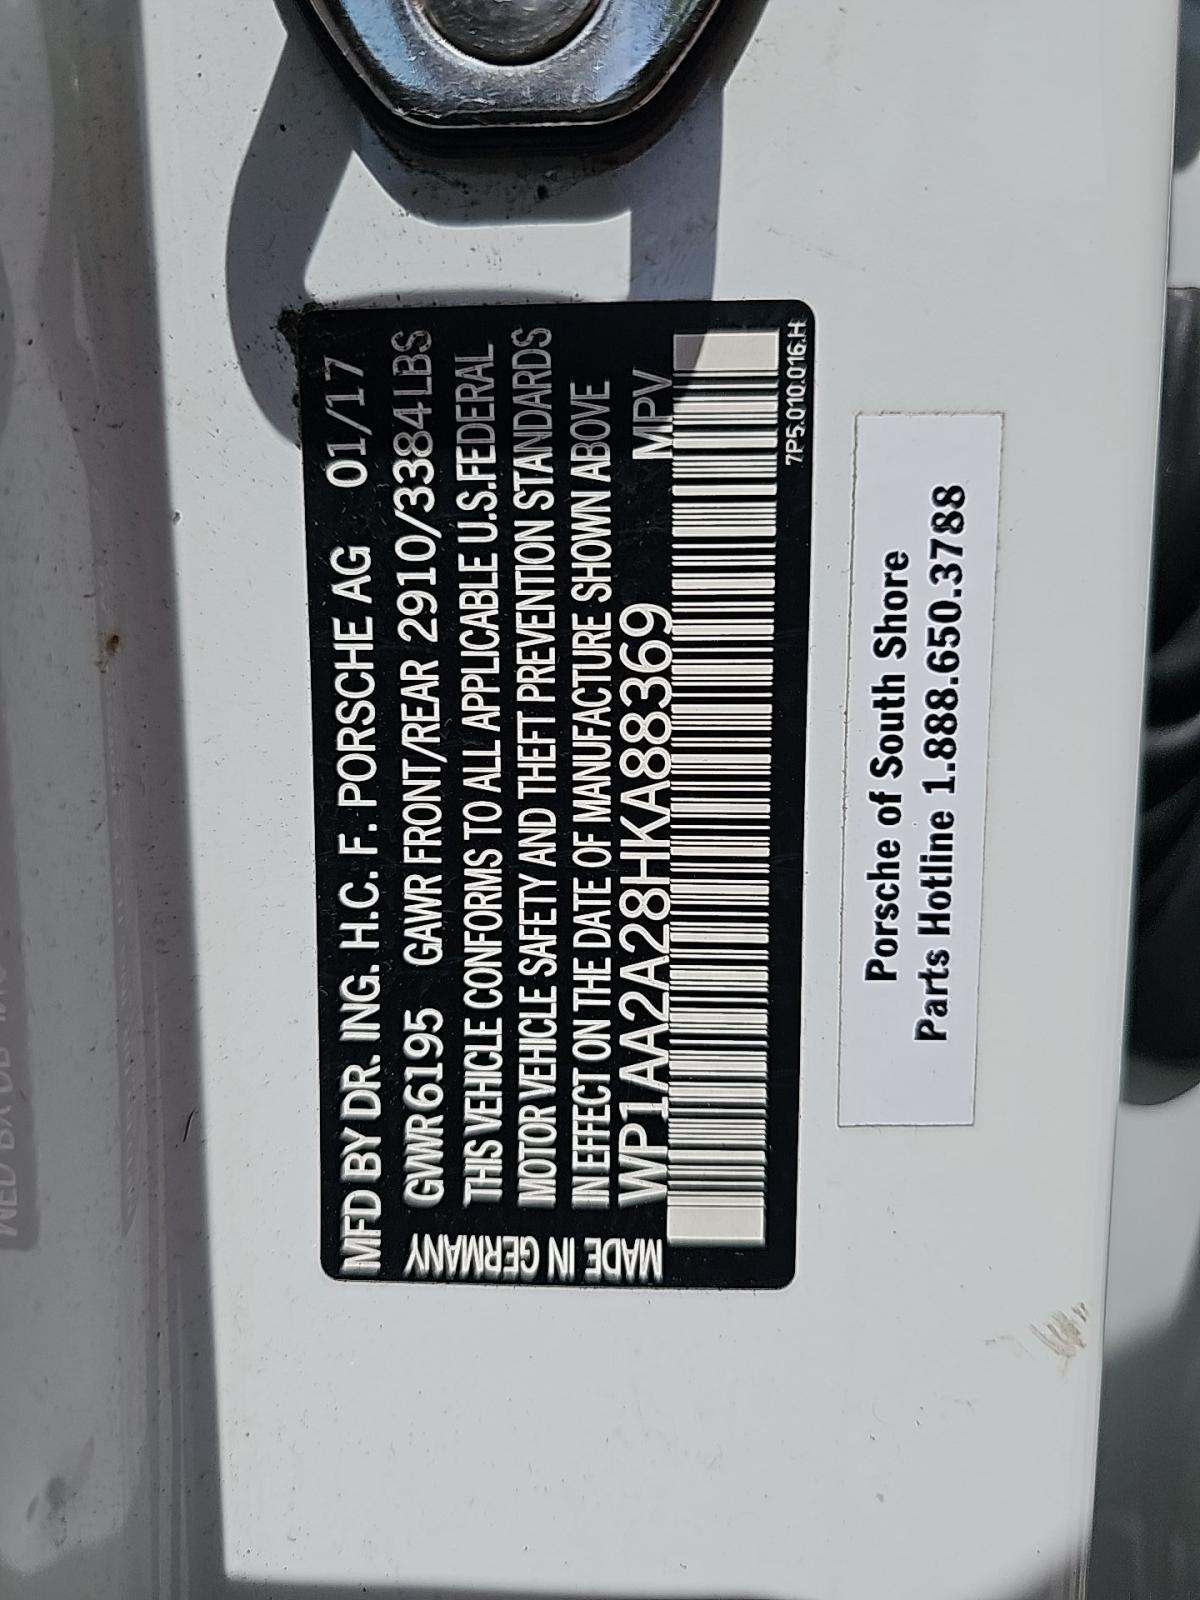 MFD BY DR. ING. H.C. F. PORSCHE AG 01/17
GVWR 6195 GAWR FRONT/REAR 2910/3384 LBS
THIS VEHICLE CONFORMS TO ALL APPLICABLE U.S. FEDERAL
MOTOR VEHICLE SAFETY AND THEFT PREVENTION STANDARDS
IN EFFECT ON THE DATE OF MANUFACTURE SHOWN ABOVE
WP1AA2A28HKA88369 MPV
MADE IN GERMANY
7P5.010.016.H
Porsche of South Shore
Parts Hotline 1.888.650.3788